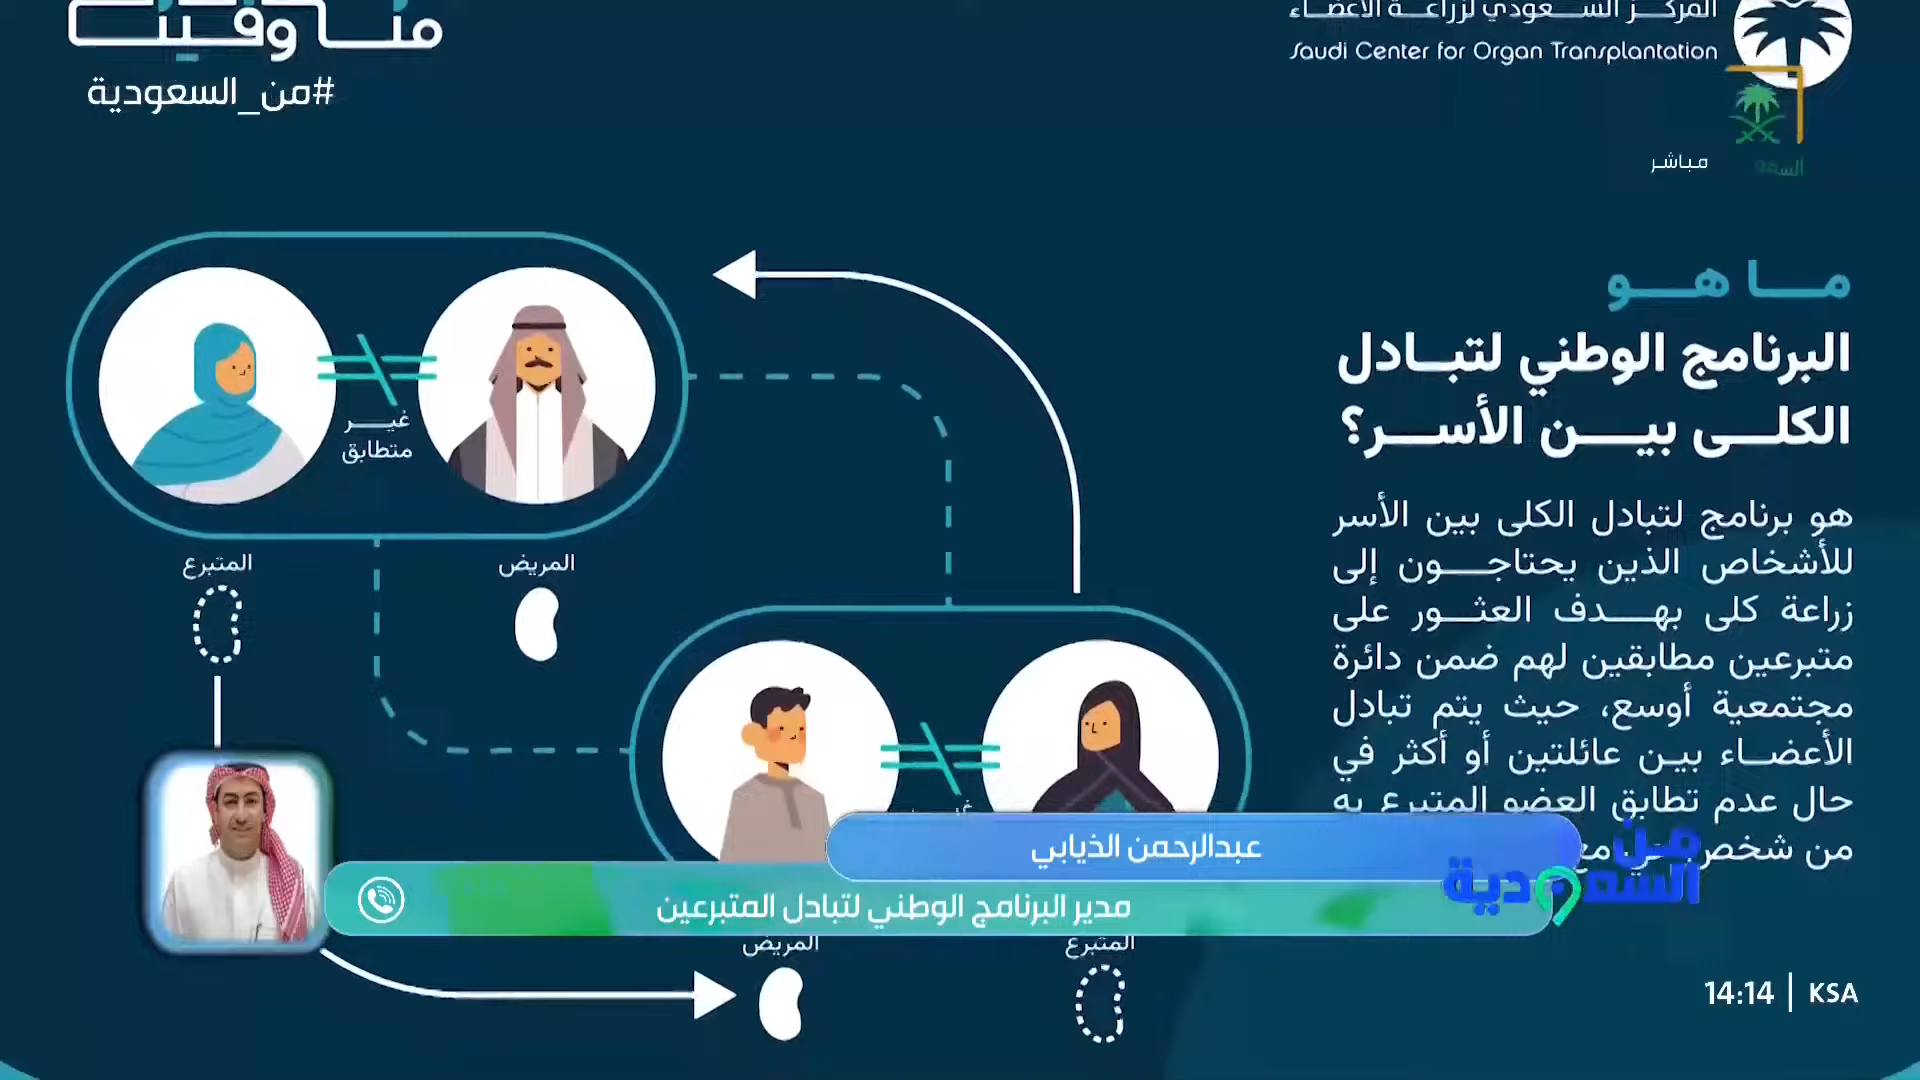 المركز السعودي لزراعة الأعضاء
Saudi Center for Organ Transplantation
#من_السعودية
مباشر
ما هو
البرنامج الوطني لتبادل
الكلى بين الأسر؟
هو برنامج لتبادل الكلى بين الأسر
للأشخاص الذين يحتاجون إلى
زراعة كلى بهدف العثور على
متبرعين مطابقين لهم ضمن دائرة
مجتمعية أوسع، حيث يتم تبادل
الأعضاء بين عائلتين أو أكثر في
حال عدم تطابق العضو المتبرع به
من شخص
غير
متطابق
المتبرع
المريض
عبدالرحمن الذيابي
مدير البرنامج الوطني لتبادل المتبرعين
من
السعودية
المريض
المتبرع
14:14 | KSA